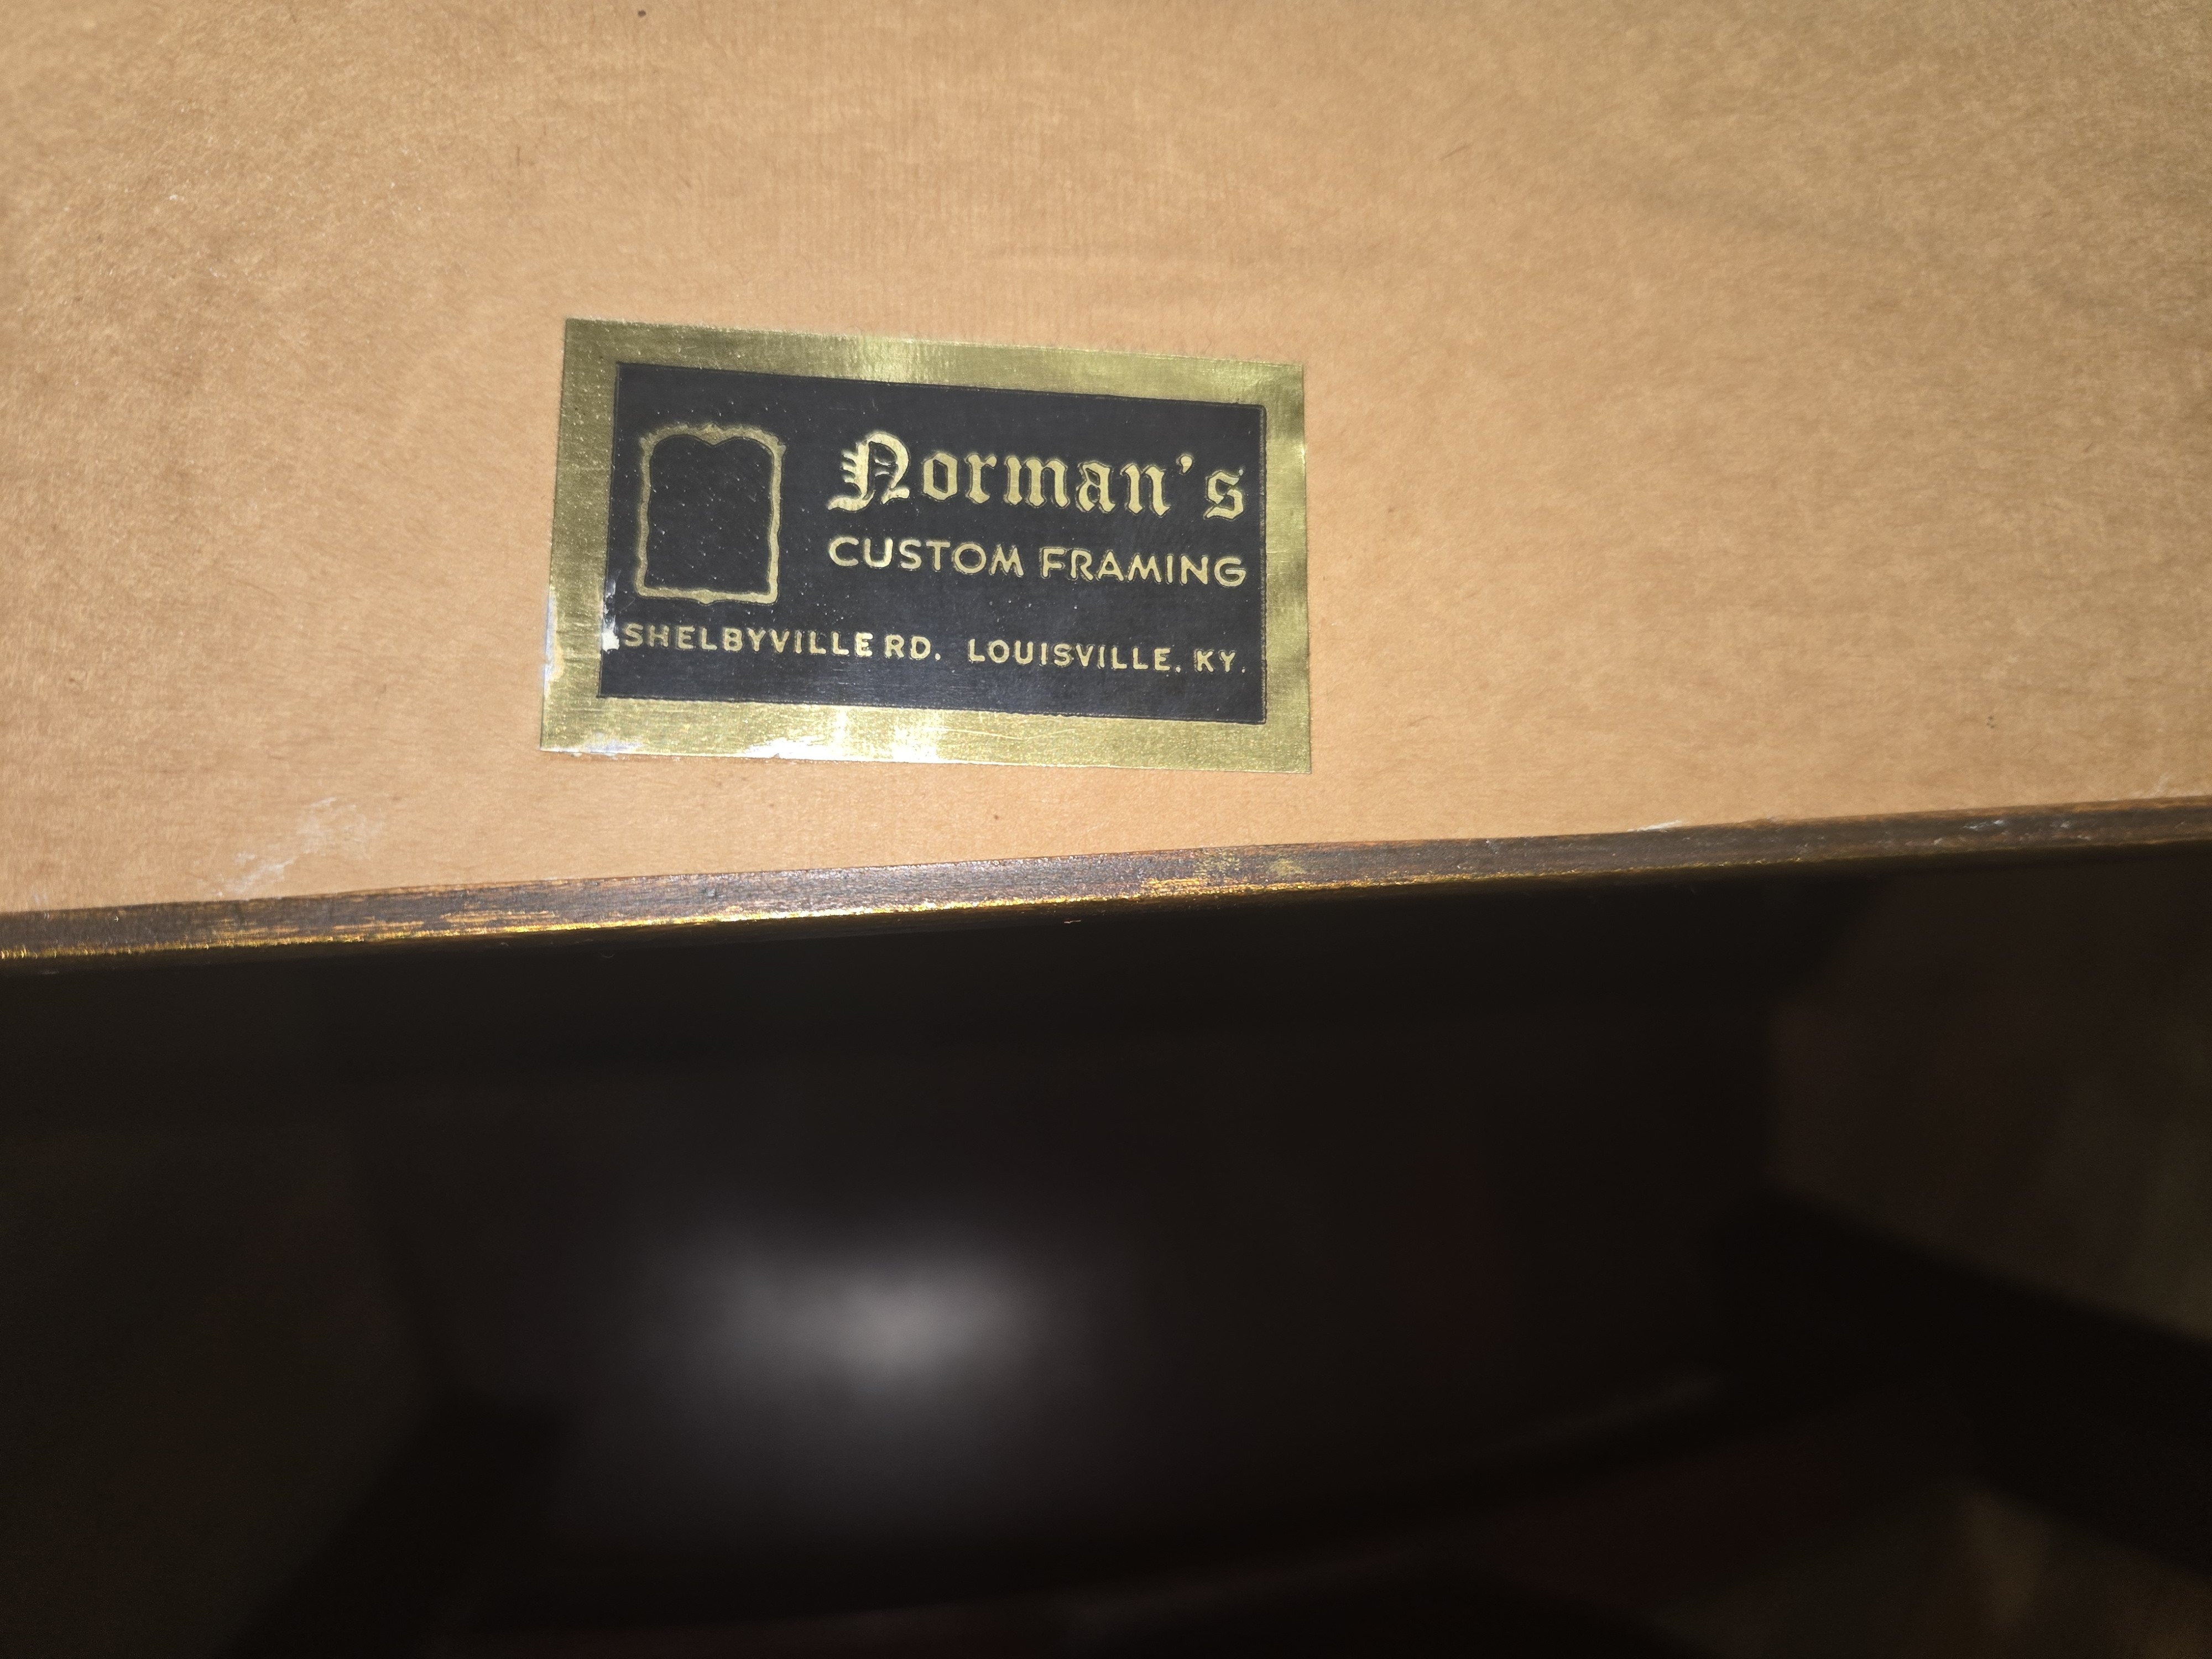 Norman's
CUSTOM FRAMING
SHELBYVILLE RD. LOUISVILLE, KY.